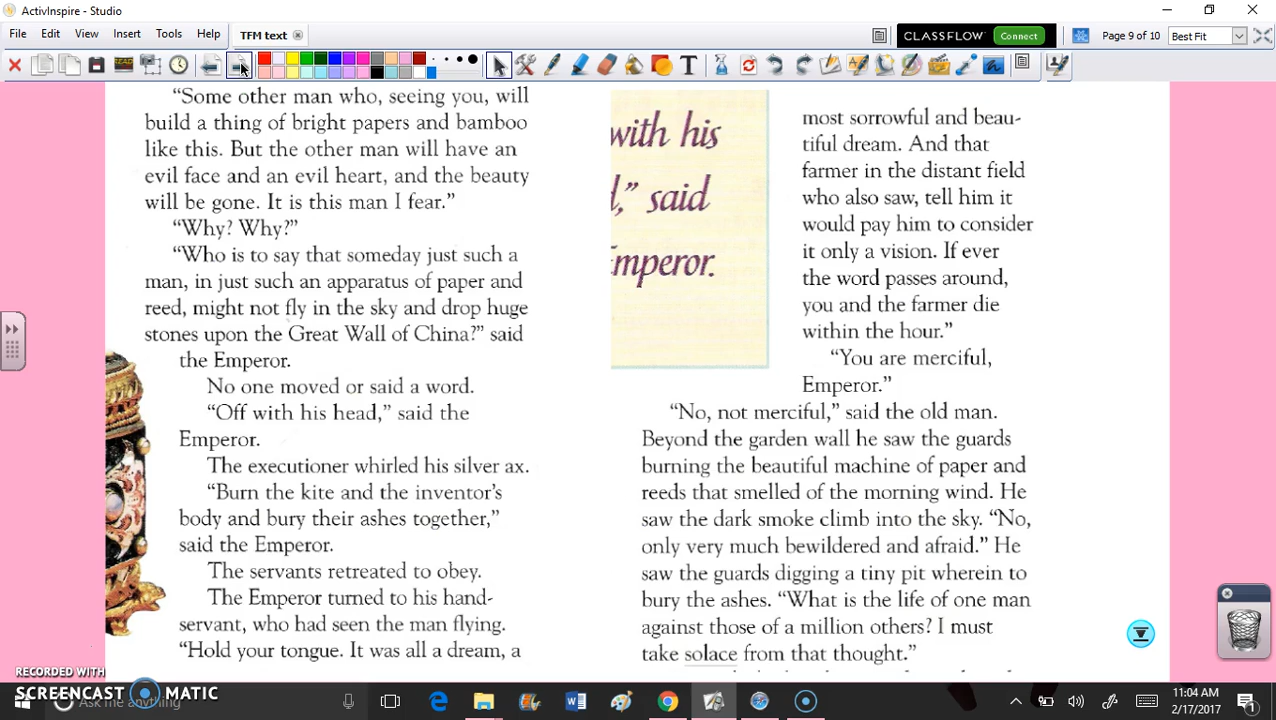 ActivInspire - Studio
File Edit View Insert Tools Help
TFM text
CLASSFLOW Connect
Page 9 of 10
Best Fit
“Some other man who, seeing you, will
build a thing of bright papers and bamboo
like this. But the other man will have an
evil face and an evil heart, and the beauty
will be gone. It is this man I fear.”
“Why? Why?”
“Who is to say that someday just such a
man, in just such an apparatus of paper and
reed, might not fly in the sky and drop huge
stones upon the Great Wall of China?” said
the Emperor.
No one moved or said a word.
“Off with his head,” said the
Emperor.
The executioner whirled his silver ax.
“Burn the kite and the inventor’s
body and bury their ashes together,”
said the Emperor.
The servants retreated to obey.
The Emperor turned to his hand-
servant, who had seen the man flying.
“Hold your tongue. It was all a dream, a
with his
d,” said
Emperor.
most sorrowful and beau-
tiful dream. And that
farmer in the distant field
who also saw, tell him it
would pay him to consider
it only a vision. If ever
the word passes around,
you and the farmer die
within the hour.”
“You are merciful,
Emperor.”
“No, not merciful,” said the old man.
Beyond the garden wall he saw the guards
burning the beautiful machine of paper and
reeds that smelled of the morning wind. He
saw the dark smoke climb into the sky. “No,
only very much bewildered and afraid.” He
saw the guards digging a tiny pit wherein to
bury the ashes. “What is the life of one man
against those of a million others? I must
take solace from that thought.”
RECORDED WITH
SCREENCAST MATIC
Ask me anything
11:04 AM
2/17/2017